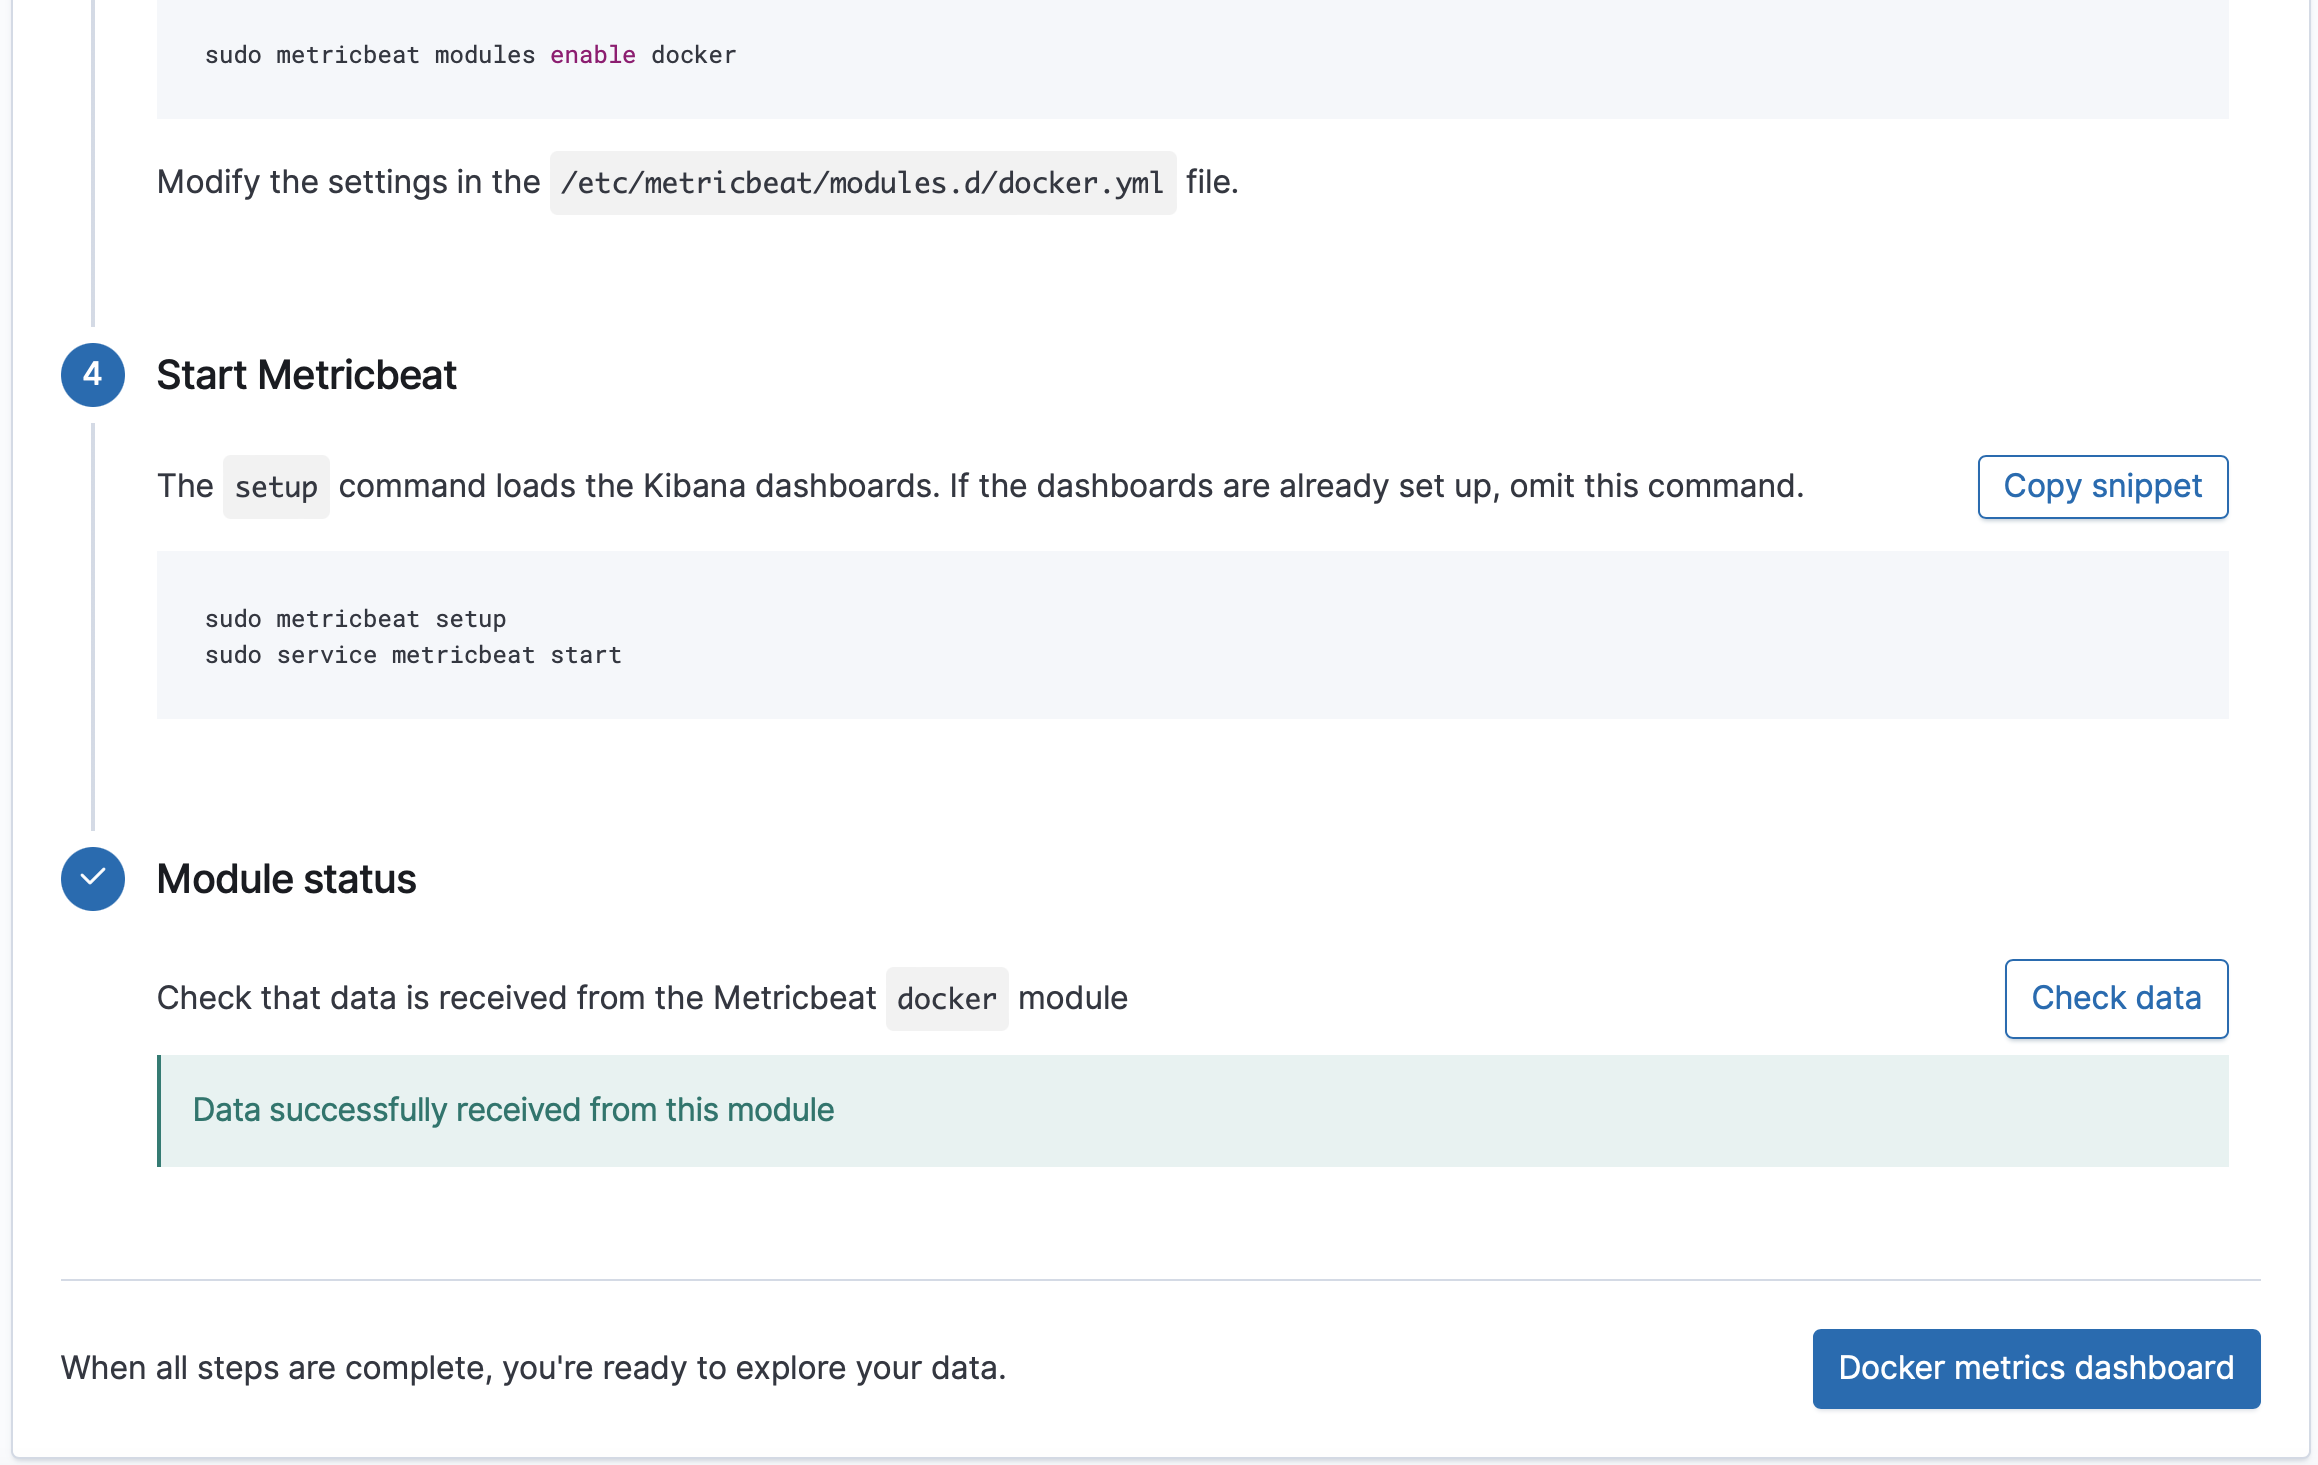 sudo metricbeat modules enable docker
Modify the settings in the /etc/metricbeat/modules.d/docker.yml file.
4 Start Metricbeat
The setup command loads the Kibana dashboards. If the dashboards are already set up, omit this command. Copy snippet
sudo metricbeat setup
sudo service metricbeat start
Module status
Check that data is received from the Metricbeat docker module Check data
Data successfully received from this module
When all steps are complete, you're ready to explore your data. Docker metrics dashboard